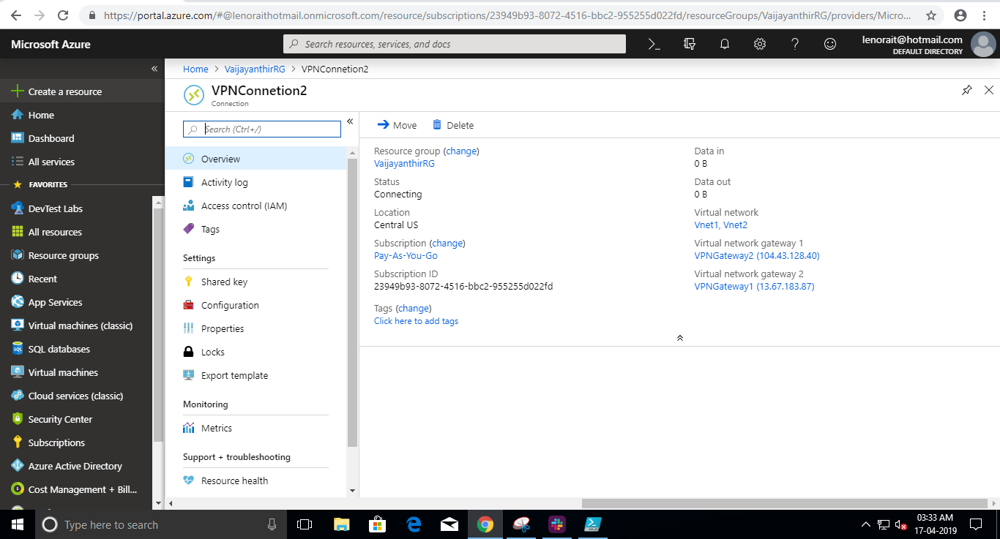 https://portal.azure.com/#@lenoraithotmail.onmicrosoft.com/resource/subscriptions/23949b93-8072-4516-bbc2-955255d022fd/resourceGroups/VaijayanthirRG/providers/Micro...
Microsoft Azure
Search resources, services, and docs
lenorait@hotmail.com
DEFAULT DIRECTORY
Create a resource
Home
Dashboard
All services
FAVORITES
DevTest Labs
All resources
Resource groups
Recent
App Services
Virtual machines (classic)
SQL databases
Virtual machines
Cloud services (classic)
Security Center
Subscriptions
Azure Active Directory
Cost Management + Bill...
Home > VaijayanthirRG > VPNConnetion2
VPNConnetion2
Connection
Search (Ctrl+/)
Overview
Activity log
Access control (IAM)
Tags
Settings
Shared key
Configuration
Properties
Locks
Export template
Monitoring
Metrics
Support + troubleshooting
Resource health
Move Delete
Resource group (change)
VaijayanthirRG
Status
Connecting
Location
Central US
Subscription (change)
Pay-As-You-Go
Subscription ID
23949b93-8072-4516-bbc2-955255d022fd
Tags (change)
Click here to add tags
Data in
0 B
Data out
0 B
Virtual network
Vnet1, Vnet2
Virtual network gateway 1
VPNGateway2 (104.43.128.40)
Virtual network gateway 2
VPNGateway1 (13.67.183.87)
Type here to search
03:33 AM
17-04-2019